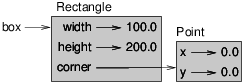 Rectangle
box
width 100.0
Point
height 200.0
x 0.0
corner
y 0.0